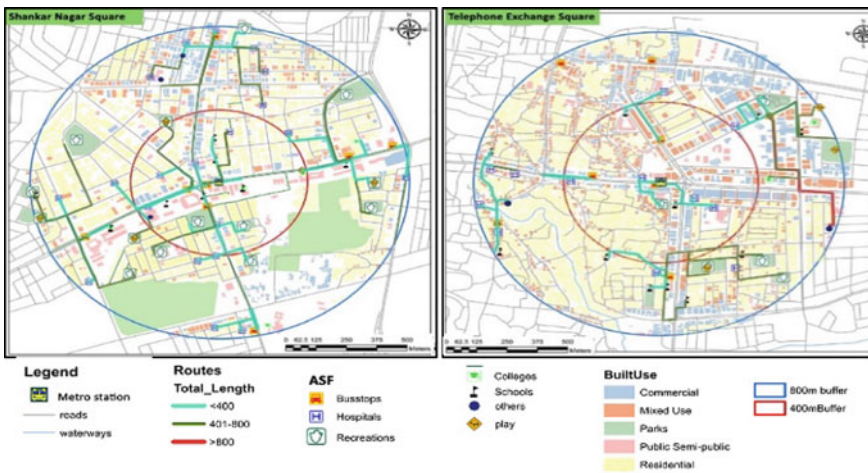 Shankar Nagar Square
Telephone Exchange Square
0 62.5 125 250 375 500
Meters
0 62.5 125 250 375 500
Meters
Legend
Metro station
roads
waterways
Routes
Total_Length
<400
401-800
>800
ASF
Busstops
Hospitals
Recreations
Colleges
Schools
others
play
BuiltUse
Commercial
Mixed Use
Parks
Public Semi-public
Residential
800m buffer
400mBuffer